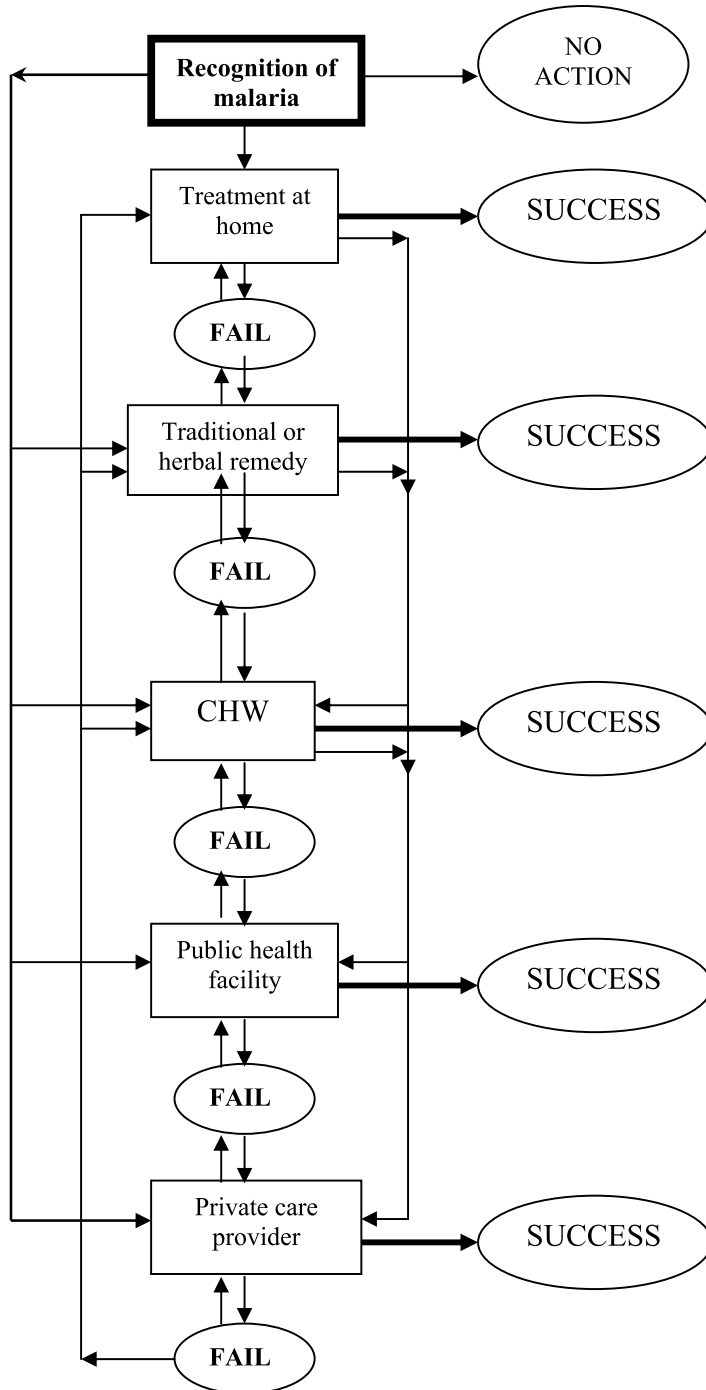 Recognition of
malaria
NO
ACTION
Treatment at
home
SUCCESS
FAIL
Traditional or
herbal remedy
SUCCESS
FAIL
CHW
SUCCESS
FAIL
Public health
facility
SUCCESS
FAIL
Private care
provider
SUCCESS
FAIL